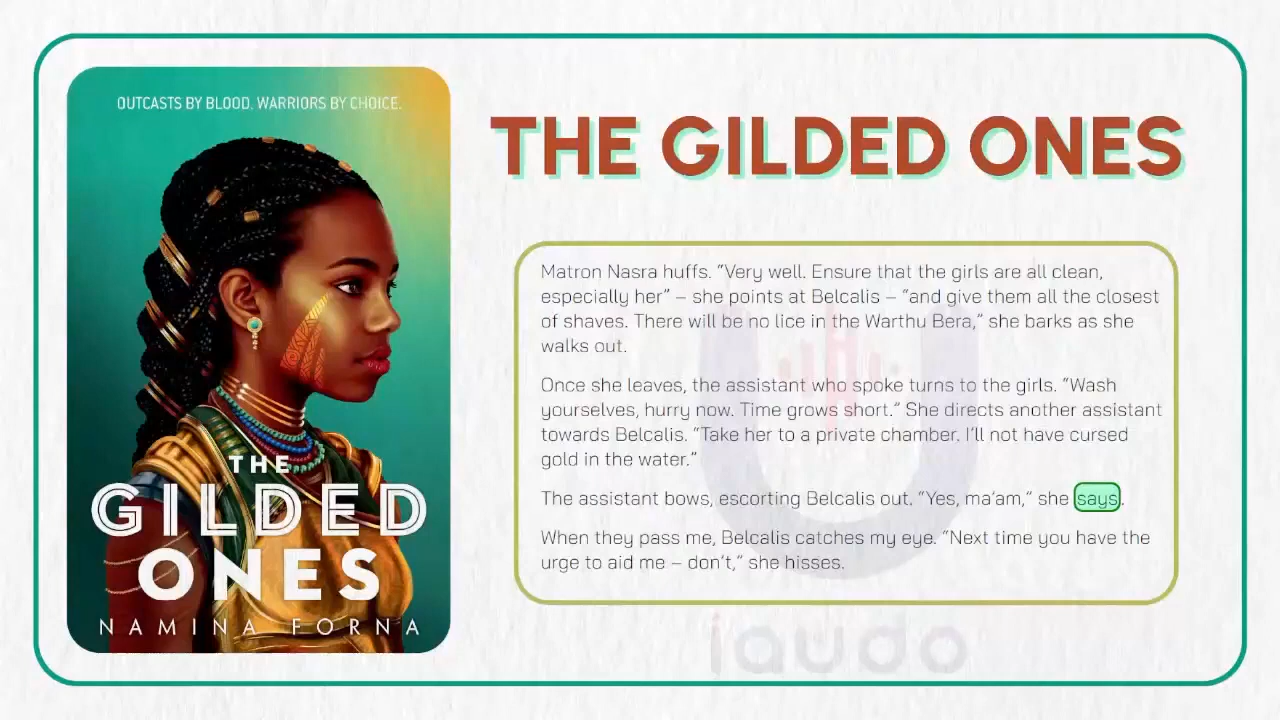 OUTCASTS BY BLOOD. WARRIORS BY CHOICE.
THE
GILDED
ONES
NAMINA FORNA
THE GILDED ONES
Matron Nasra huffs. “Very well. Ensure that the girls are all clean,
especially her” – she points at Belcalis – “and give them all the closest
of shaves. There will be no lice in the Warthu Bera,” she barks as she
walks out.
Once she leaves, the assistant who spoke turns to the girls. “Wash
yourselves, hurry now. Time grows short.” She directs another assistant
towards Belcalis. “Take her to a private chamber. I’ll not have cursed
gold in the water.”
The assistant bows, escorting Belcalis out. “Yes, ma’am,” she says.
When they pass me, Belcalis catches my eye. “Next time you have the
urge to aid me – don’t,” she hisses.
iaudo